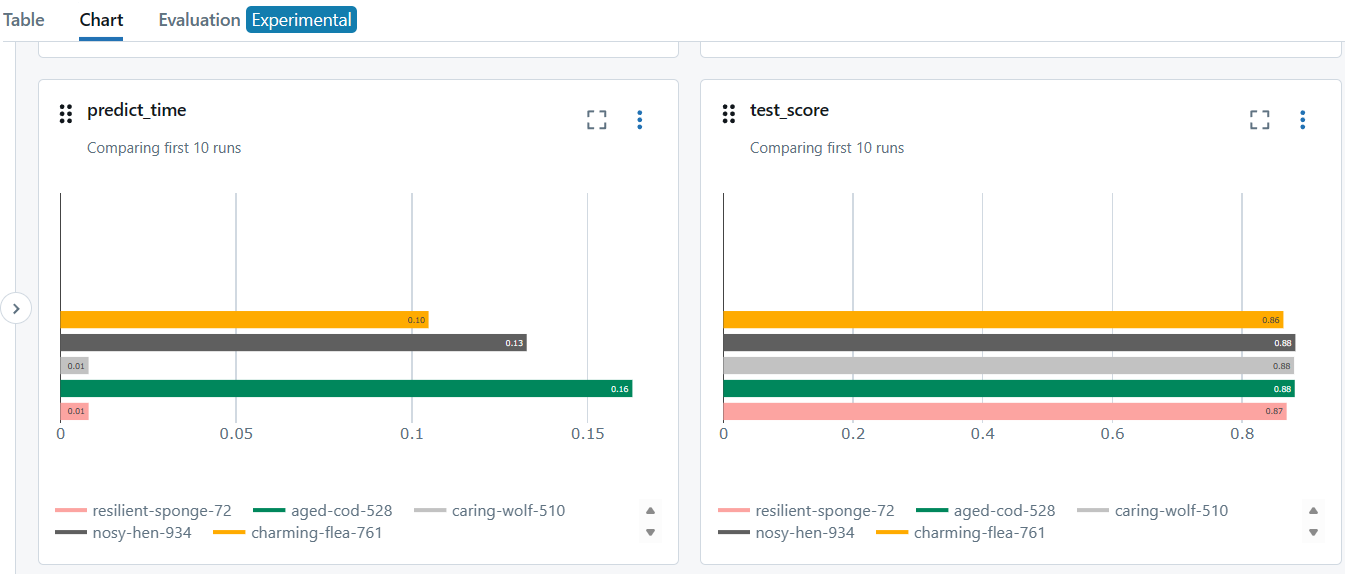 Table Chart Evaluation Experimental
predict_time
Comparing first 10 runs
0.10
0.13
0.01
0.16
0.01
0 0.05 0.1 0.15
resilient-sponge-72 aged-cod-528 caring-wolf-510
nosy-hen-934 charming-flea-761
test_score
Comparing first 10 runs
0.86
0.88
0.88
0.88
0.87
0 0.2 0.4 0.6 0.8
resilient-sponge-72 aged-cod-528 caring-wolf-510
nosy-hen-934 charming-flea-761